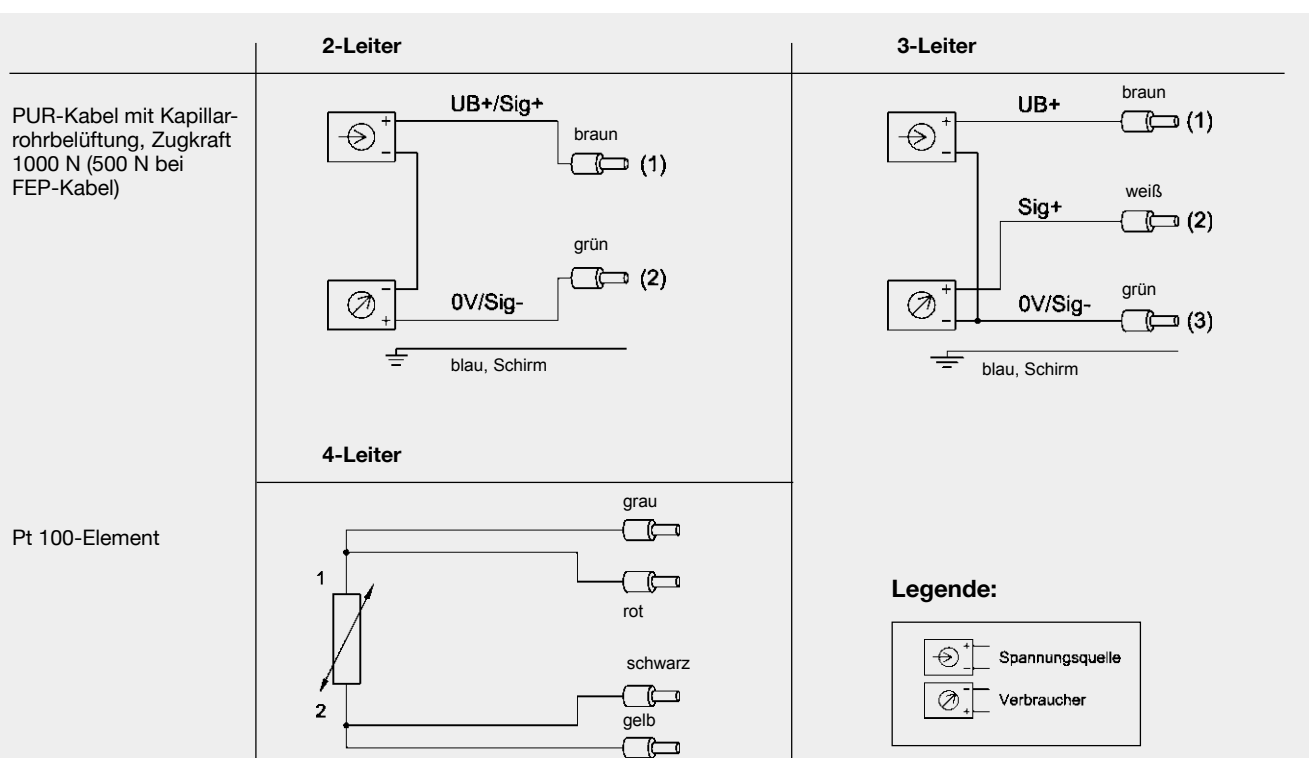 2-Leiter
3-Leiter
PUR-Kabel mit Kapillar-
rohrbelüftung, Zugkraft
1000 N (500 N bei
FEP-Kabel)
UB+/Sig+
+
-
braun
(1)
grün
(2)
-
+
0V/Sig-
blau, Schirm
UB+
+
-
braun
(1)
Sig+
weiß
(2)
+
-
0V/Sig-
grün
(3)
blau, Schirm
4-Leiter
Pt 100-Element
grau
1
rot
schwarz
2
gelb
Legende:
+
-
Spannungsquelle
-
+
Verbraucher